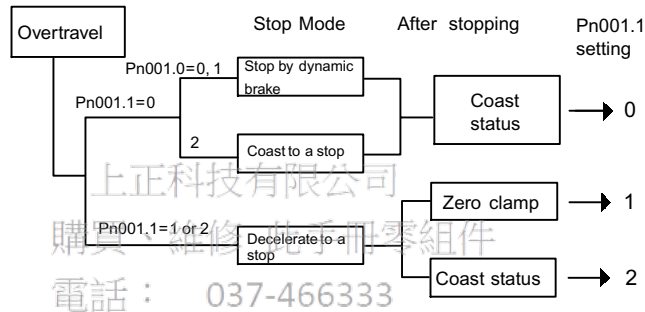 Stop Mode
After stopping
Pn001.1
setting
Overtravel
Pn001.0=0, 1
Stop by dynamic
brake
Pn001.1=0
Coast
status
0
2
Coast to a stop
上正科技有限公司
Zero clamp
1
購買、維修 此手冊零組件
Pn001.1=1 or 2
Decelerate to a
stop
Coast status
2
電話： 037-466333